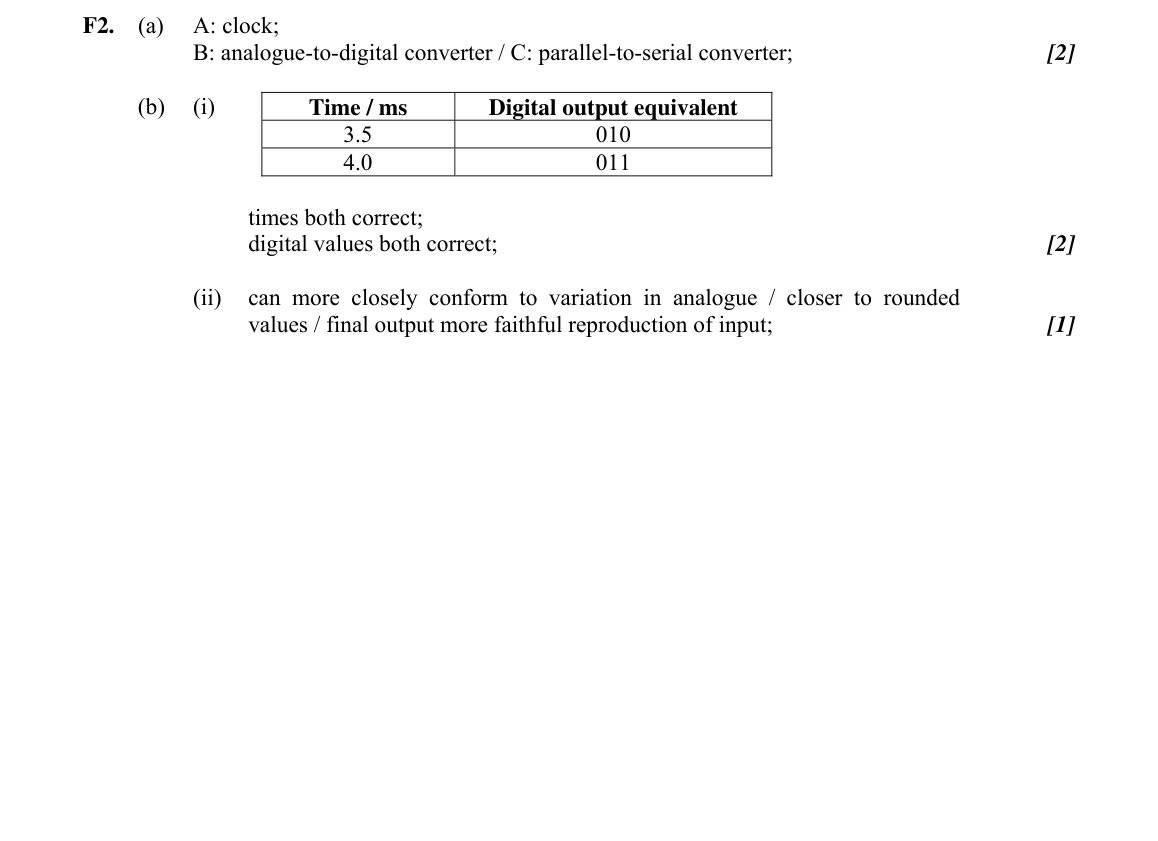 F2. (a) A: clock;
B: analogue-to-digital converter / C: parallel-to-serial converter; [2]
(b) (i) Time / ms Digital output equivalent
3.5 010
4.0 011
times both correct;
digital values both correct; [2]
(ii) can more closely conform to variation in analogue / closer to rounded
values / final output more faithful reproduction of input; [1]